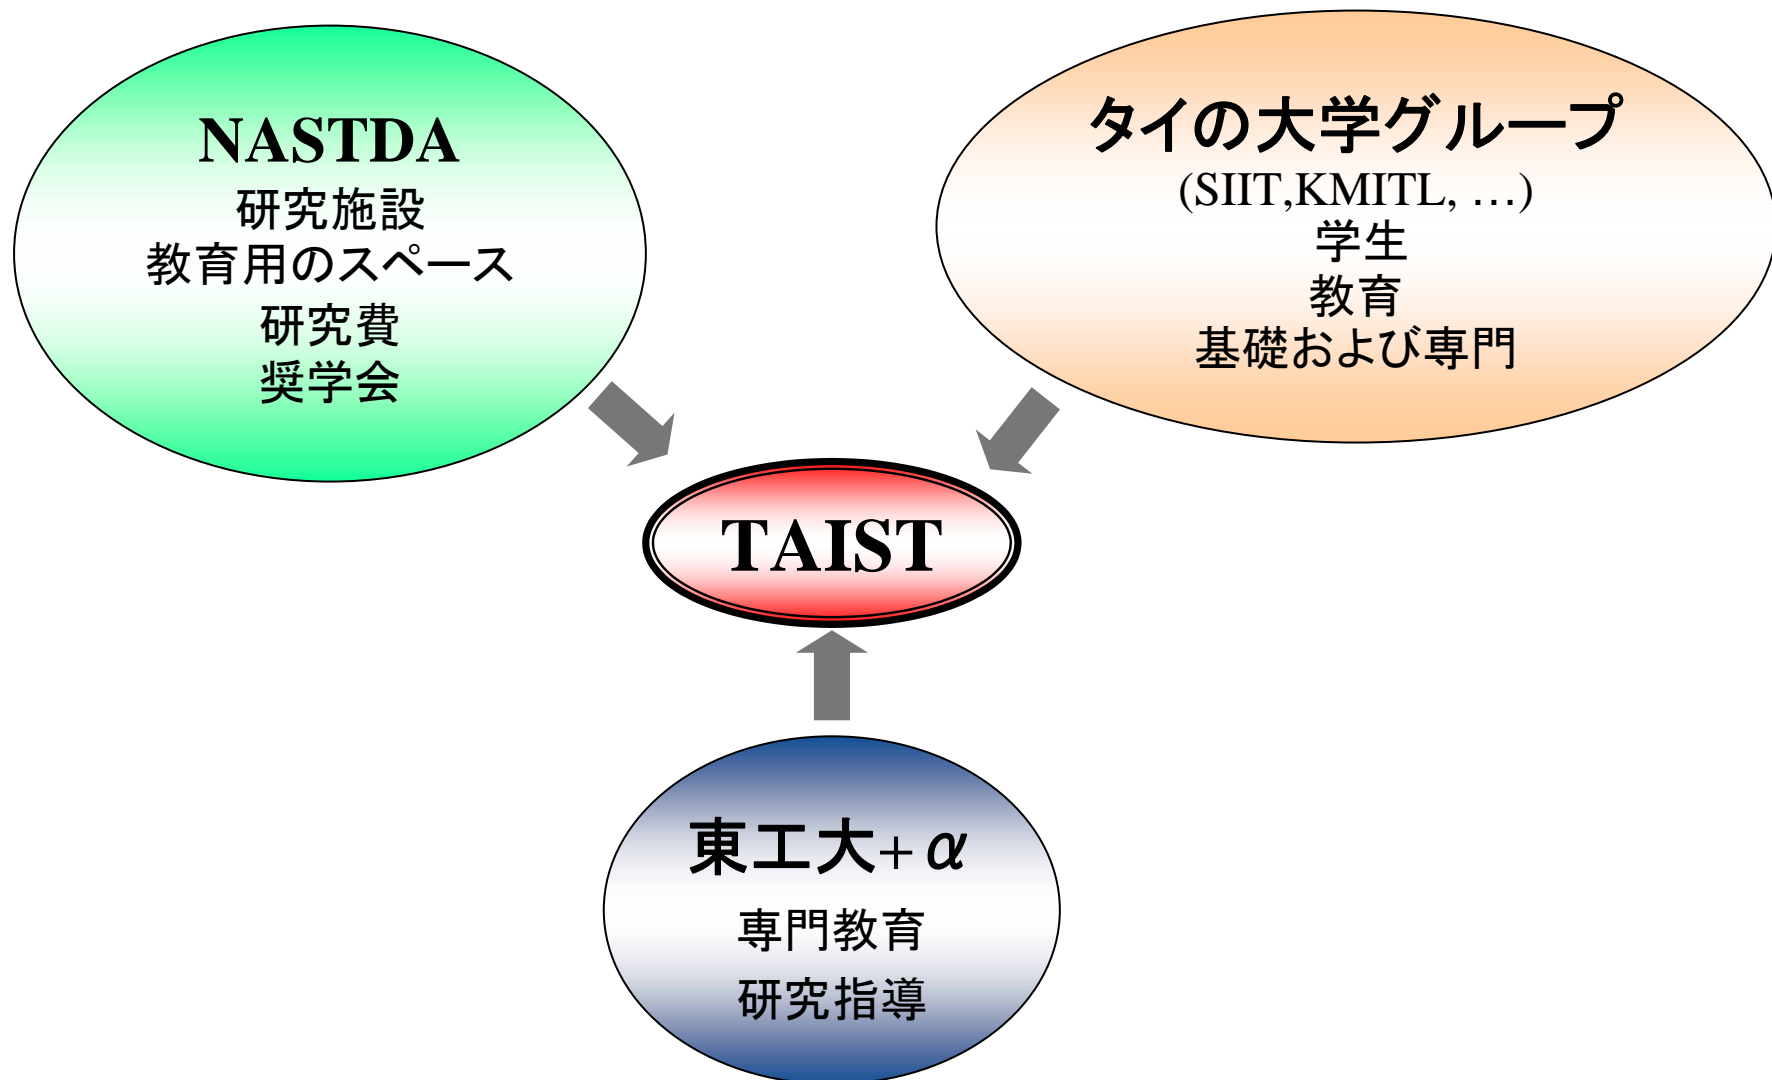 NASTDA
研究施設
教育用のスペース
研究費
奨学会
タイの大学グループ
(SIIT,KMITL, …)
学生
教育
基礎および専門
TAIST
東工大+α
専門教育
研究指導